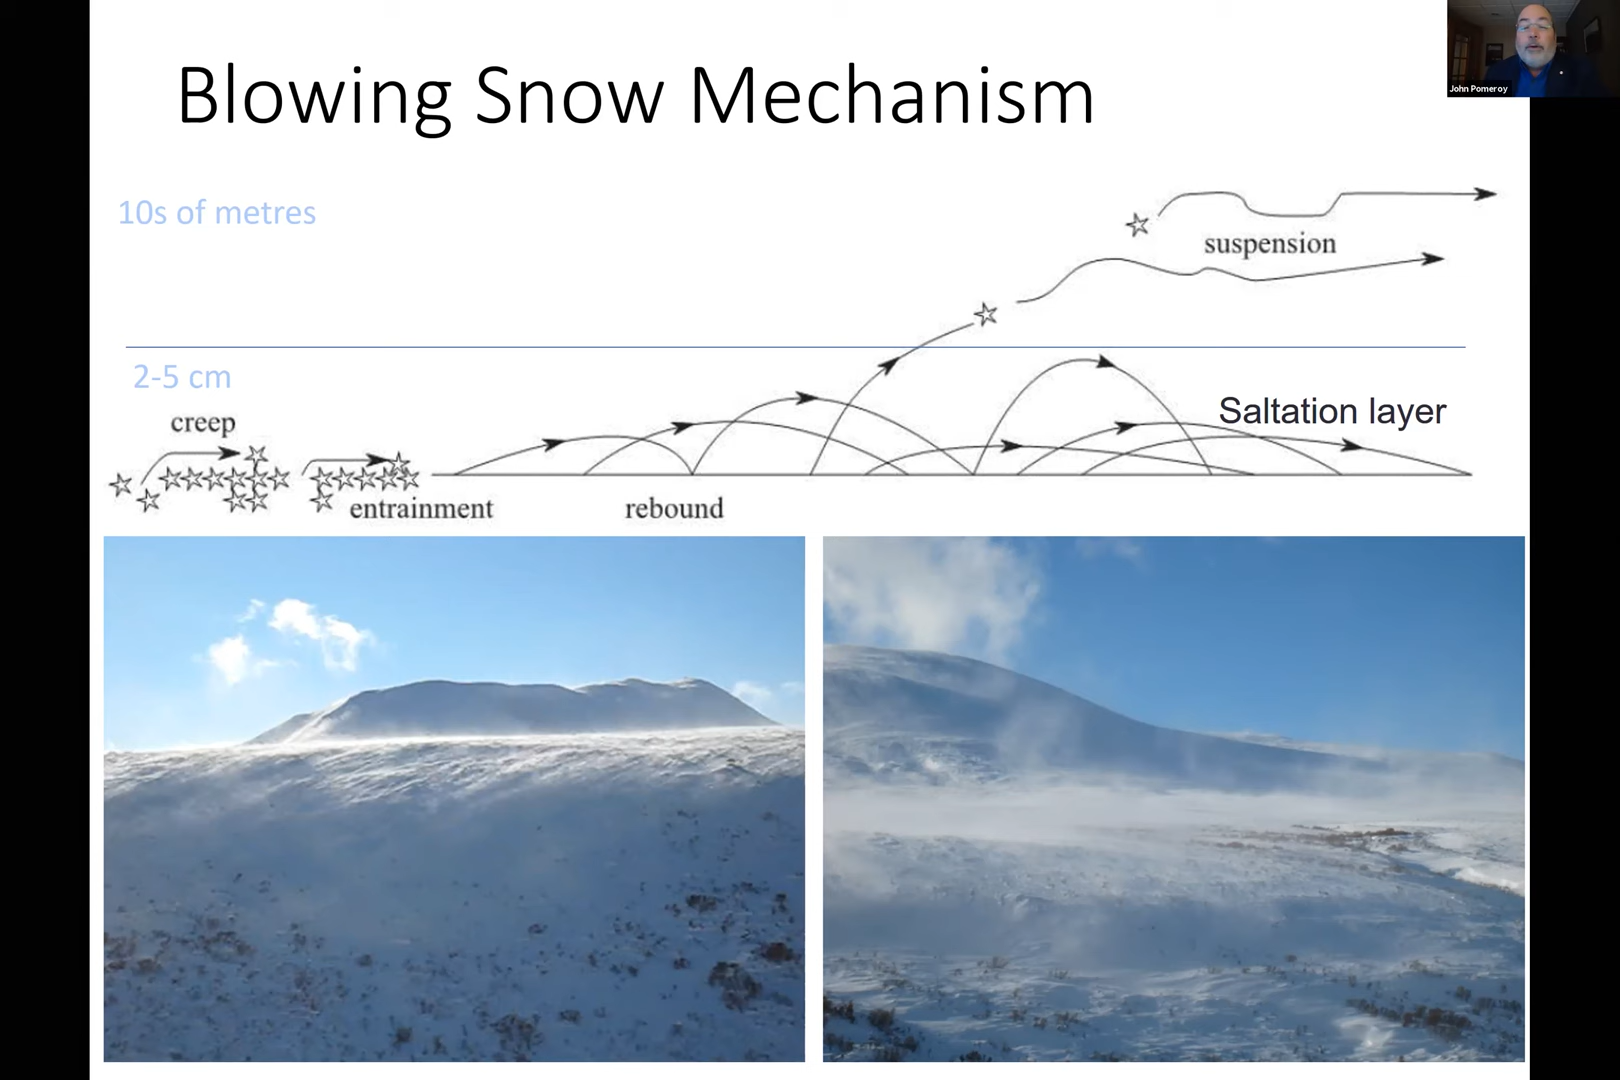 Blowing Snow Mechanism
John Pomeroy
10s of metres
suspension
2-5 cm
Saltation layer
creep
entrainment
rebound